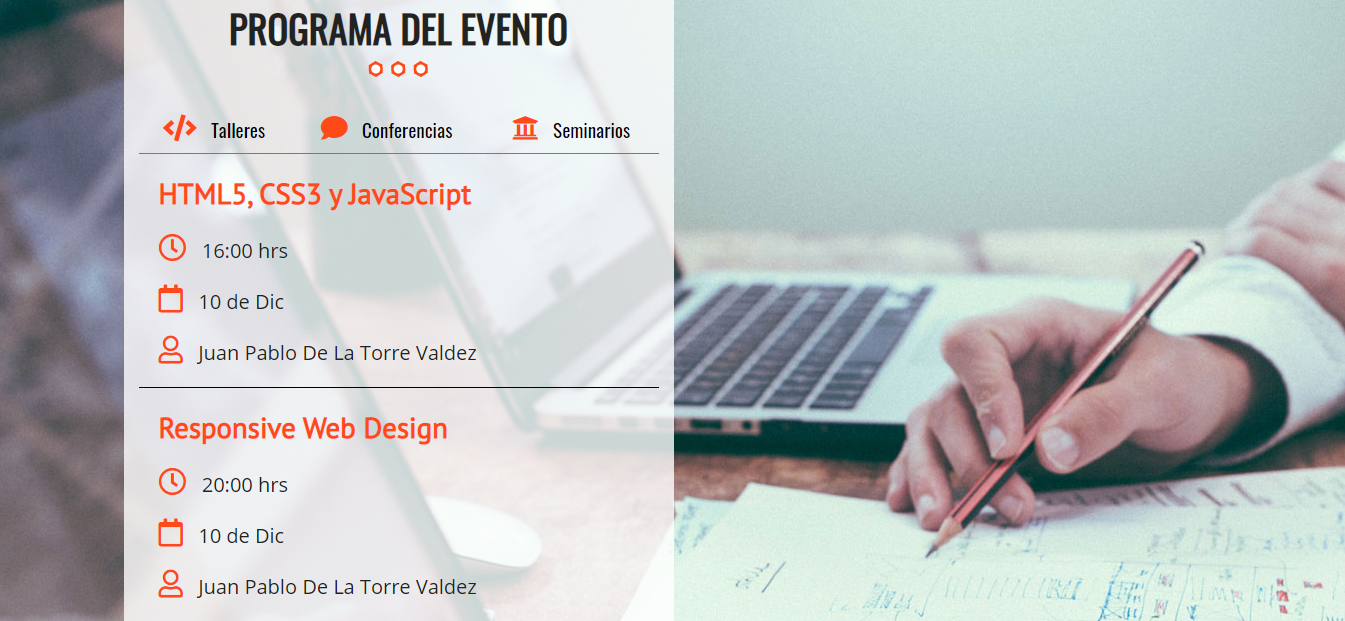 PROGRAMA DEL EVENTO
Talleres Conferencias Seminarios
HTML5, CSS3 y JavaScript
16:00 hrs
10 de Dic
Juan Pablo De La Torre Valdez
Responsive Web Design
20:00 hrs
10 de Dic
Juan Pablo De La Torre Valdez